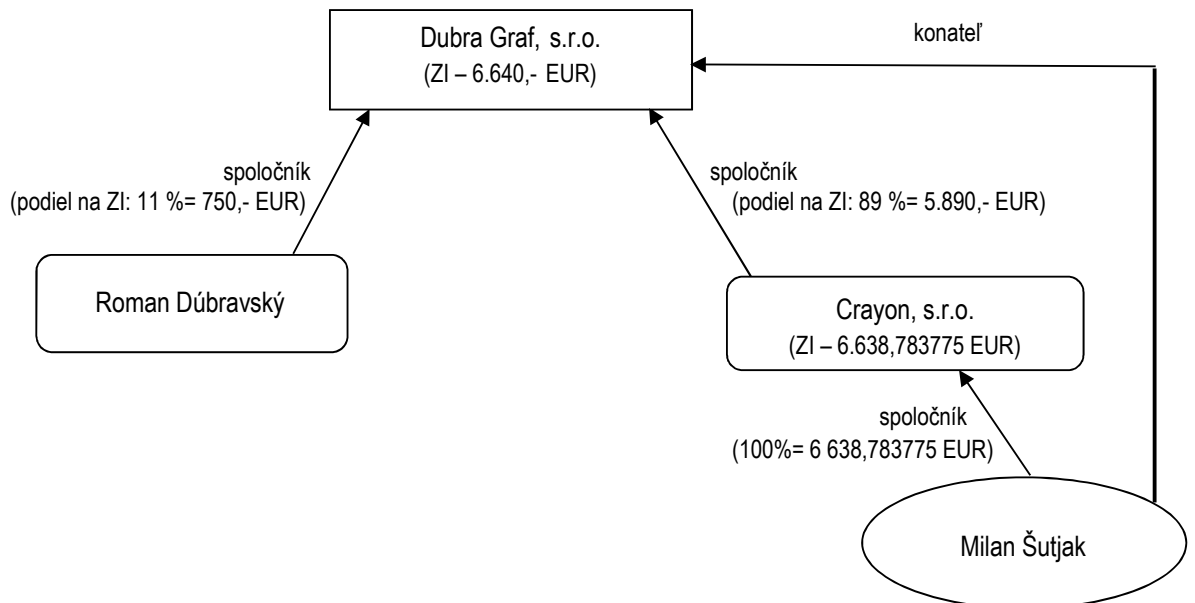 Dubra Graf, s.r.o.
(ZI – 6.640,- EUR)
konateľ
spoločník
(podiel na ZI: 11 %= 750,- EUR)
spoločník
(podiel na ZI: 89 %= 5.890,- EUR)
Roman Dúbravský
Crayon, s.r.o.
(ZI – 6.638,783775 EUR)
spoločník
(100%= 6 638,783775 EUR)
Milan Šutjak